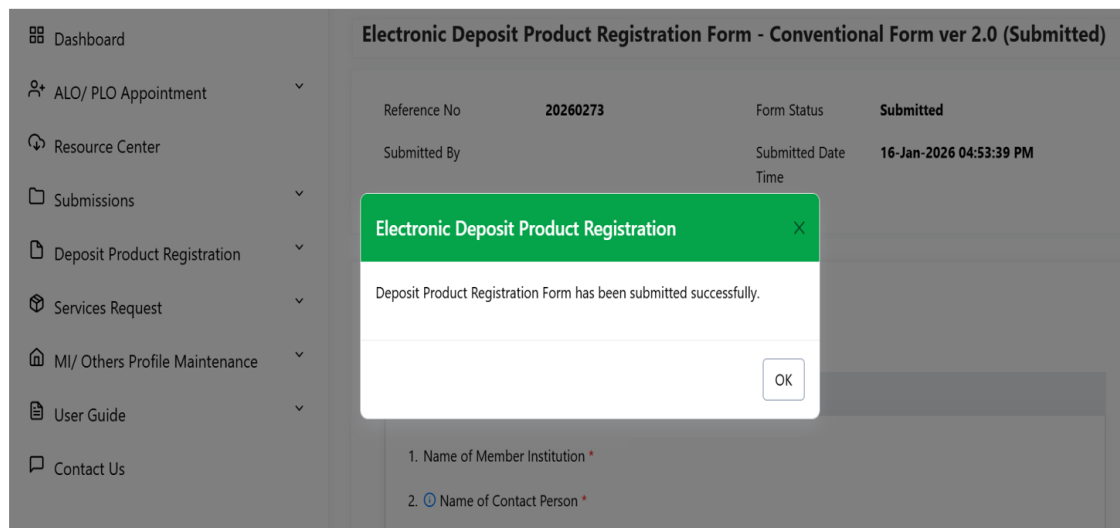 Dashboard
ALO/ PLO Appointment
Resource Center
Submissions
Deposit Product Registration
Services Request
MI/ Others Profile Maintenance
User Guide
Contact Us
Electronic Deposit Product Registration Form - Conventional Form ver 2.0 (Submitted)
Reference No 20260273 Form Status Submitted
Submitted By Submitted Date 16-Jan-2026 04:53:39 PM
Time
Electronic Deposit Product Registration X
Deposit Product Registration Form has been submitted successfully.
OK
1. Name of Member Institution *
2. Name of Contact Person *